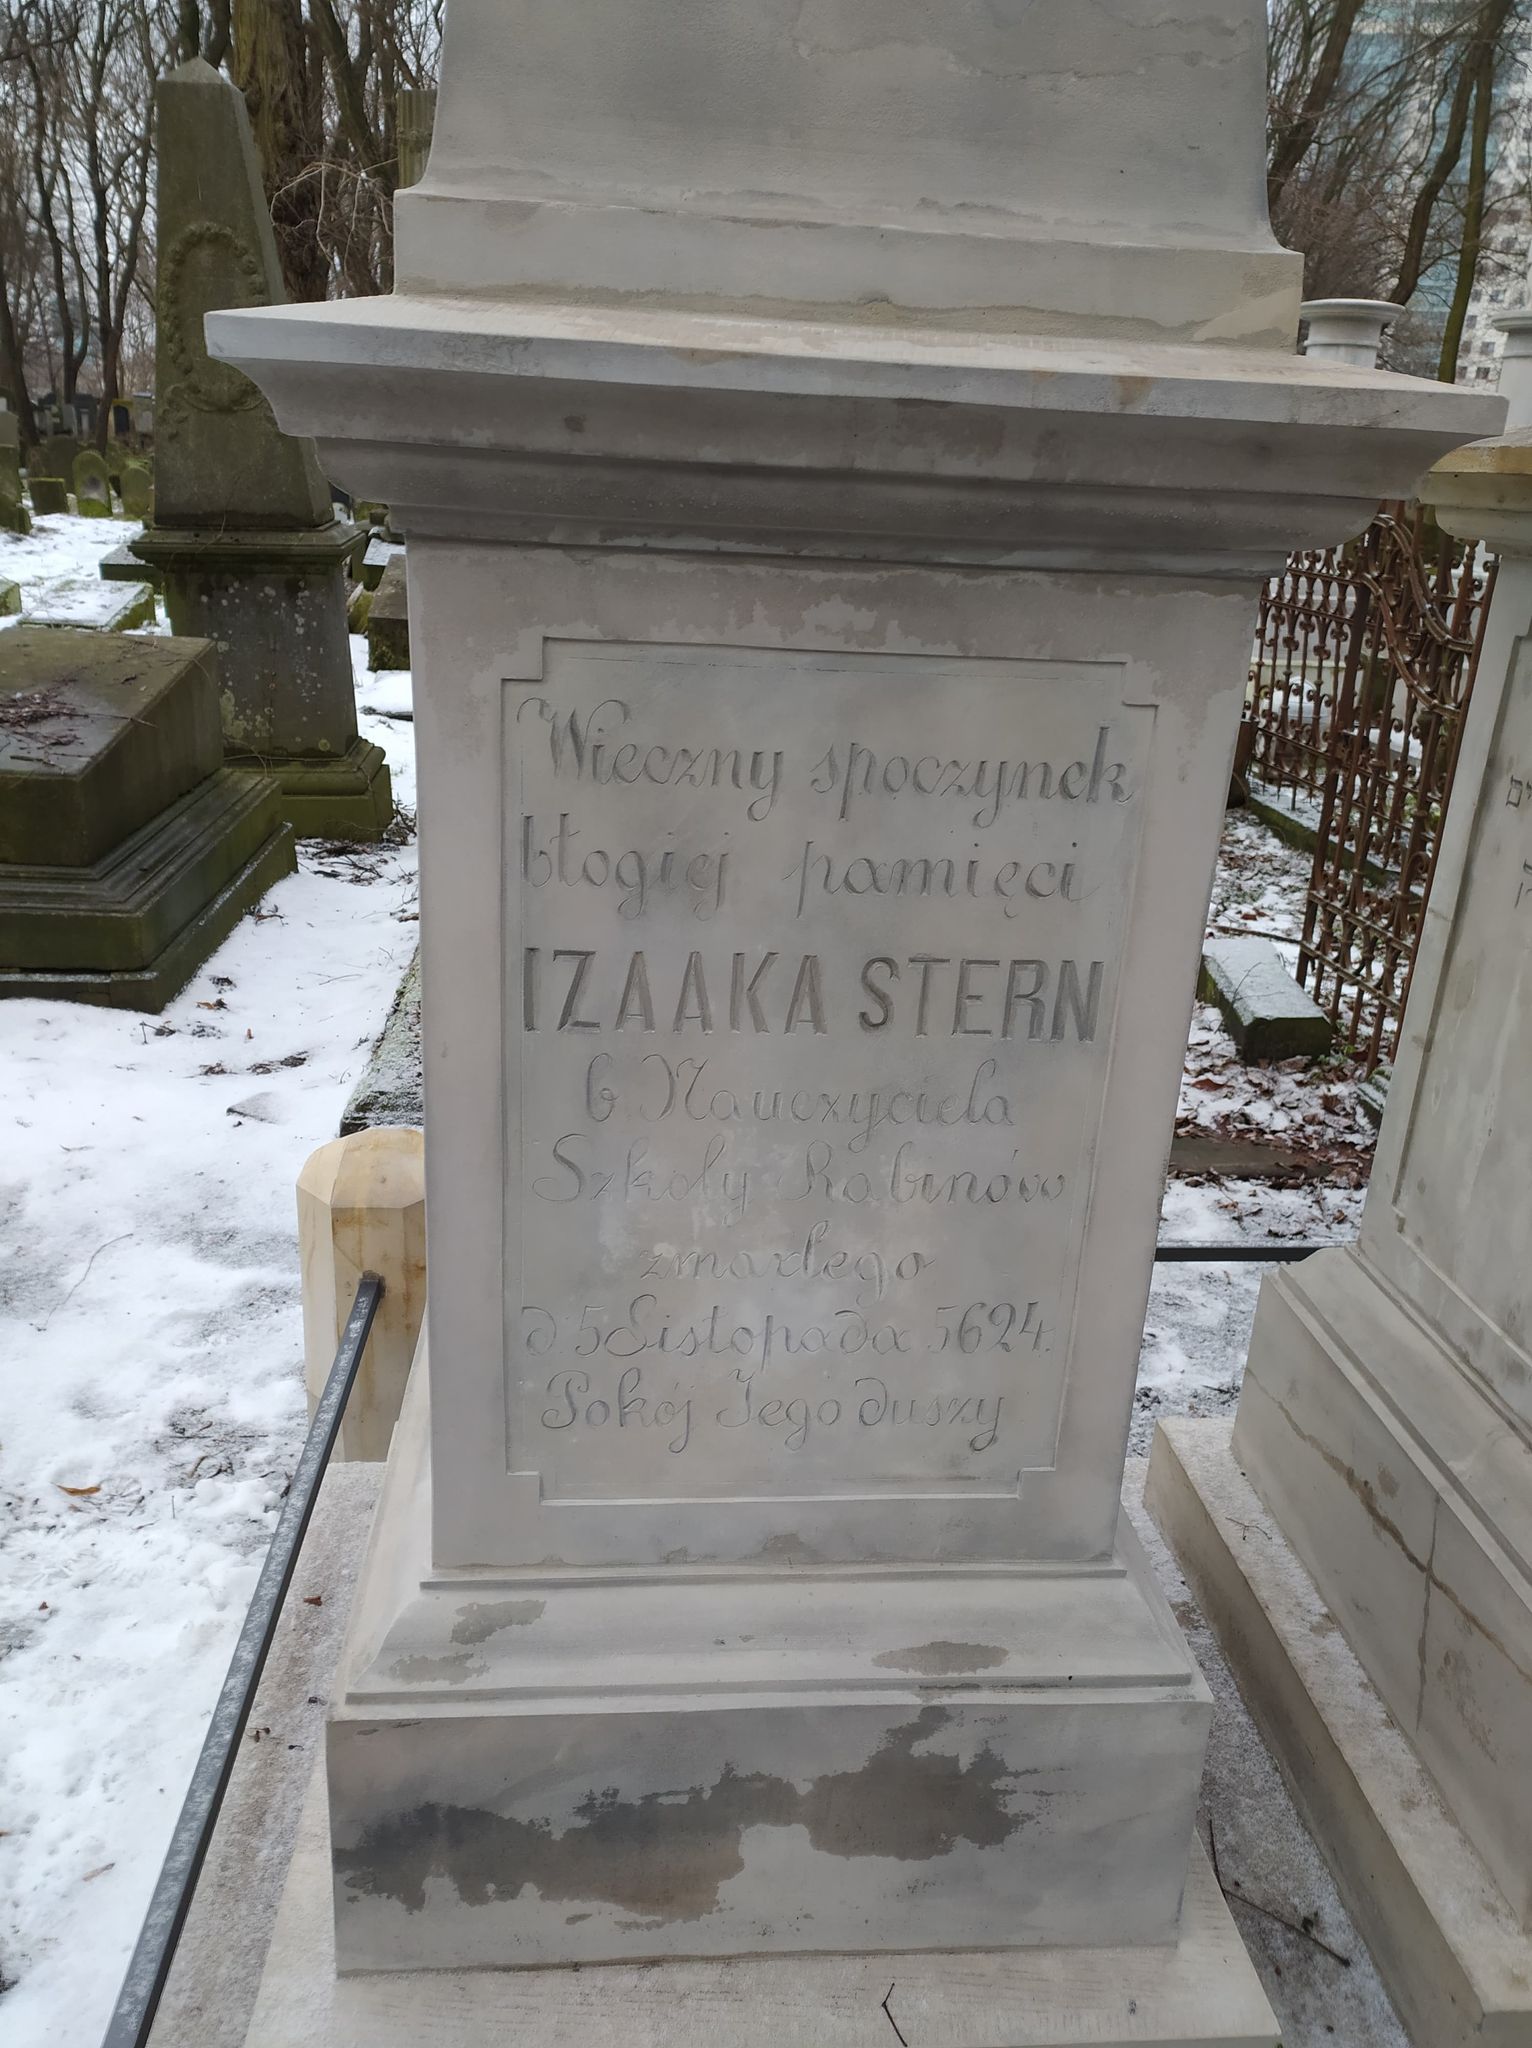 Wieczny spoczynek
błogiej pamięci
IZAAKA STERN
b. Nauczyciela
Szkoły Rabinów
zmarłego
d. 5 Listopada 5624.
Pokój Jego duszy